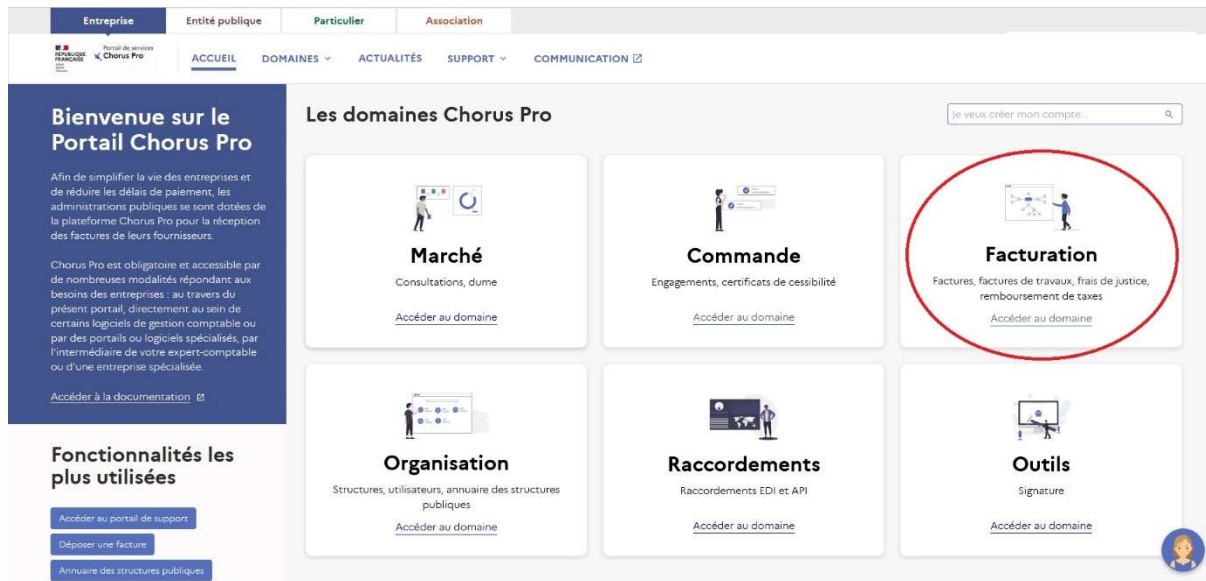 Entreprise
Entité publique
Particulier
Association
RÉPUBLIQUE
FRANÇAISE
Portail de services
Chorus Pro
ACCUEIL
DOMAINES
ACTUALITÉS
SUPPORT
COMMUNICATION
Bienvenue sur le
Portail Chorus Pro
Afin de simplifier la vie des entreprises et
de réduire les délais de paiement, les
administrations publiques se sont dotées de
la plateforme Chorus Pro pour la réception
des factures de leurs fournisseurs.
Chorus Pro est obligatoire et accessible par
de nombreuses modalités répondant aux
besoins des entreprises : au travers du
présent portail, directement au sein de
certains logiciels de gestion comptable ou
par des portails ou logiciels spécialisés, par
l'intermédiaire de votre expert-comptable
ou d'une entreprise spécialisée.
Accéder à la documentation
Fonctionnalités les
plus utilisées
Accéder au portail de support
Déposer une facture
Annuaire des structures publiques
Les domaines Chorus Pro
Je veux créer mon compte...
Marché
Consultations, dume
Accéder au domaine
Commande
Engagements, certificats de cessibilité
Accéder au domaine
Facturation
Factures, factures de travaux, frais de justice,
remboursement de taxes
Accéder au domaine
Organisation
Structures, utilisateurs, annuaire des structures
publiques
Accéder au domaine
Raccordements
Raccordements EDI et API
Accéder au domaine
Outils
Signature
Accéder au domaine